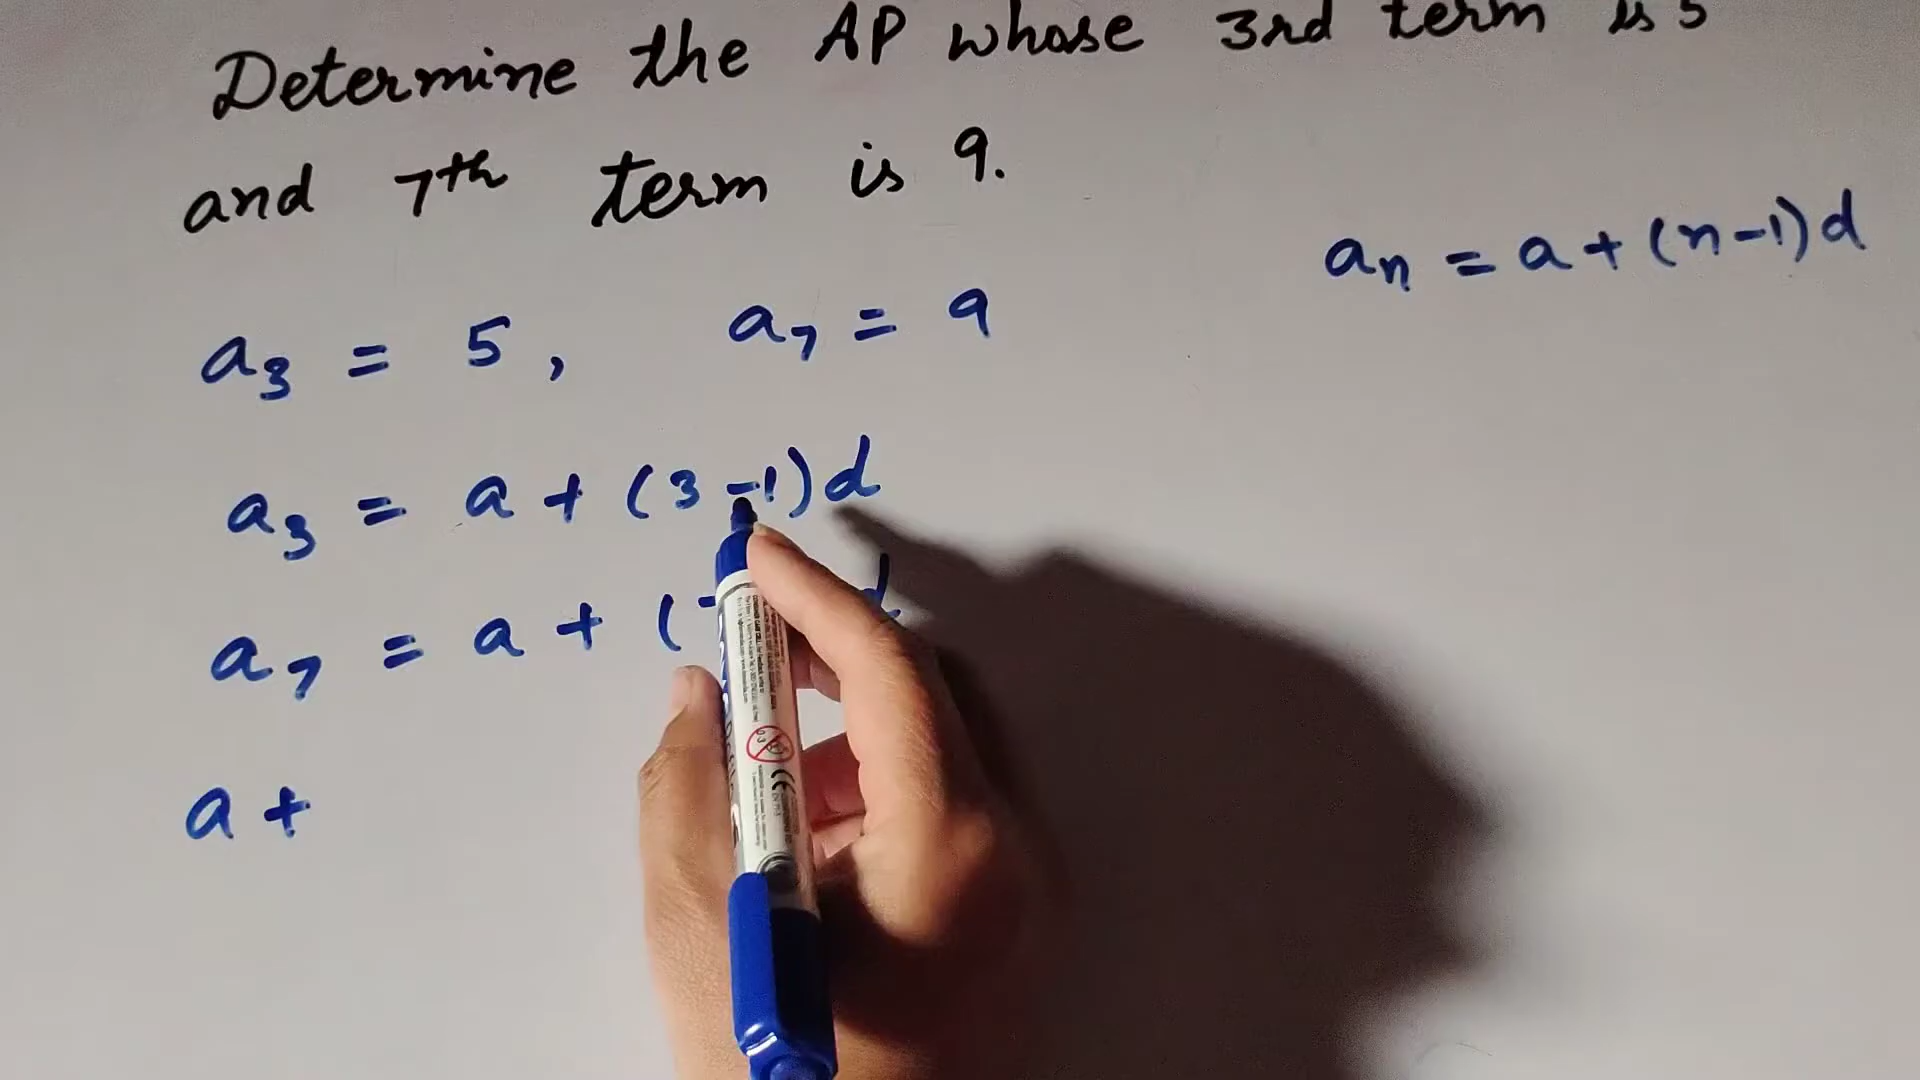 Determine the AP whose 3rd term is 5
and 7th term is 9.
aₙ = a + (n-1)d
a₃ = 5, a₇ = 9
a₃ = a + (3-1)d
a₇ = a + ( d
a +
CE